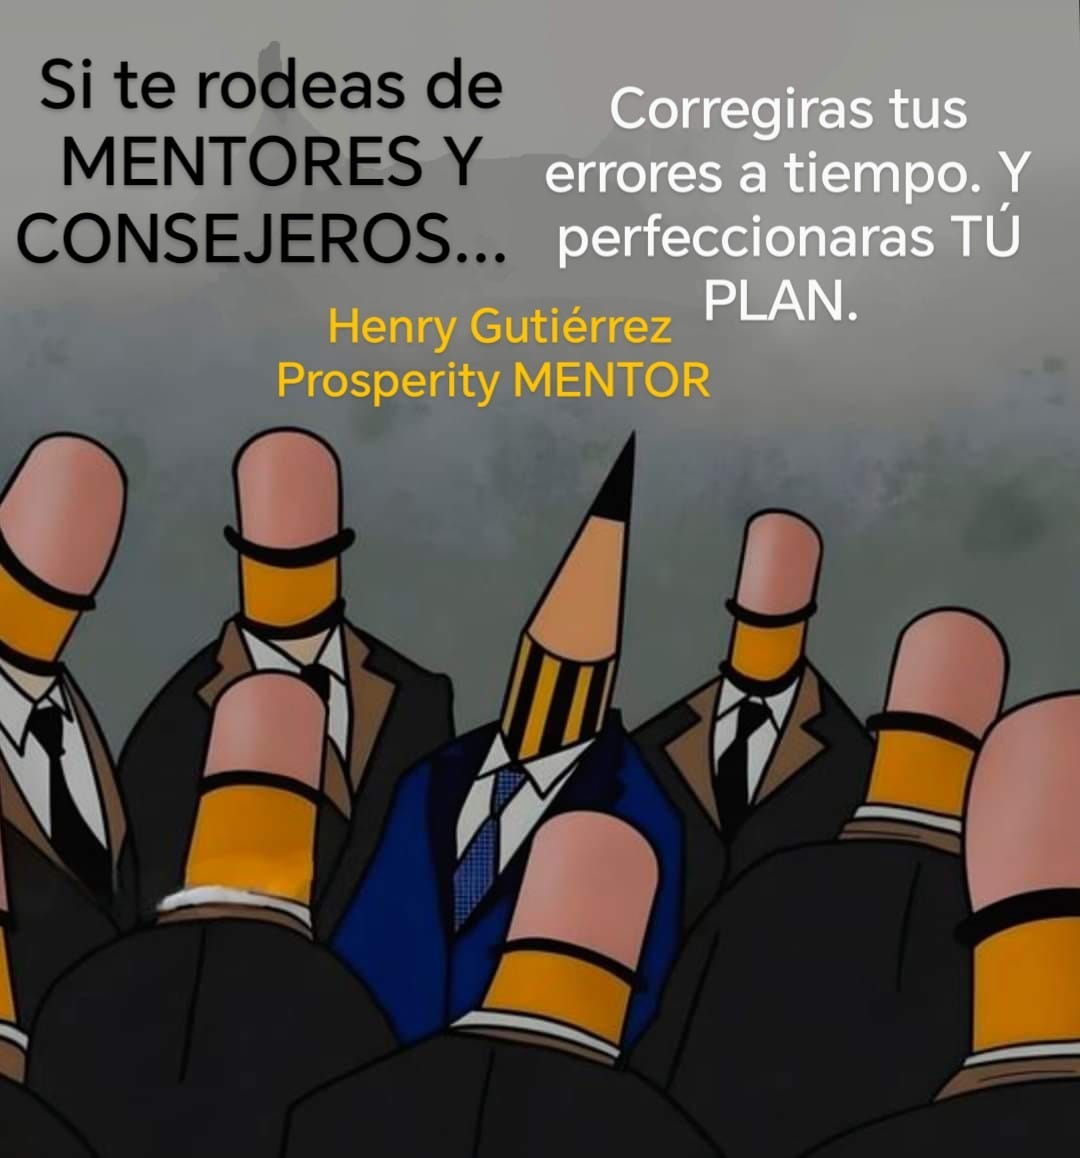 Si te rodeas de
MENTORES Y
CONSEJEROS...
Corregiras tus
errores a tiempo. Y
perfeccionaras TÚ
PLAN.
Henry Gutiérrez
Prosperity MENTOR